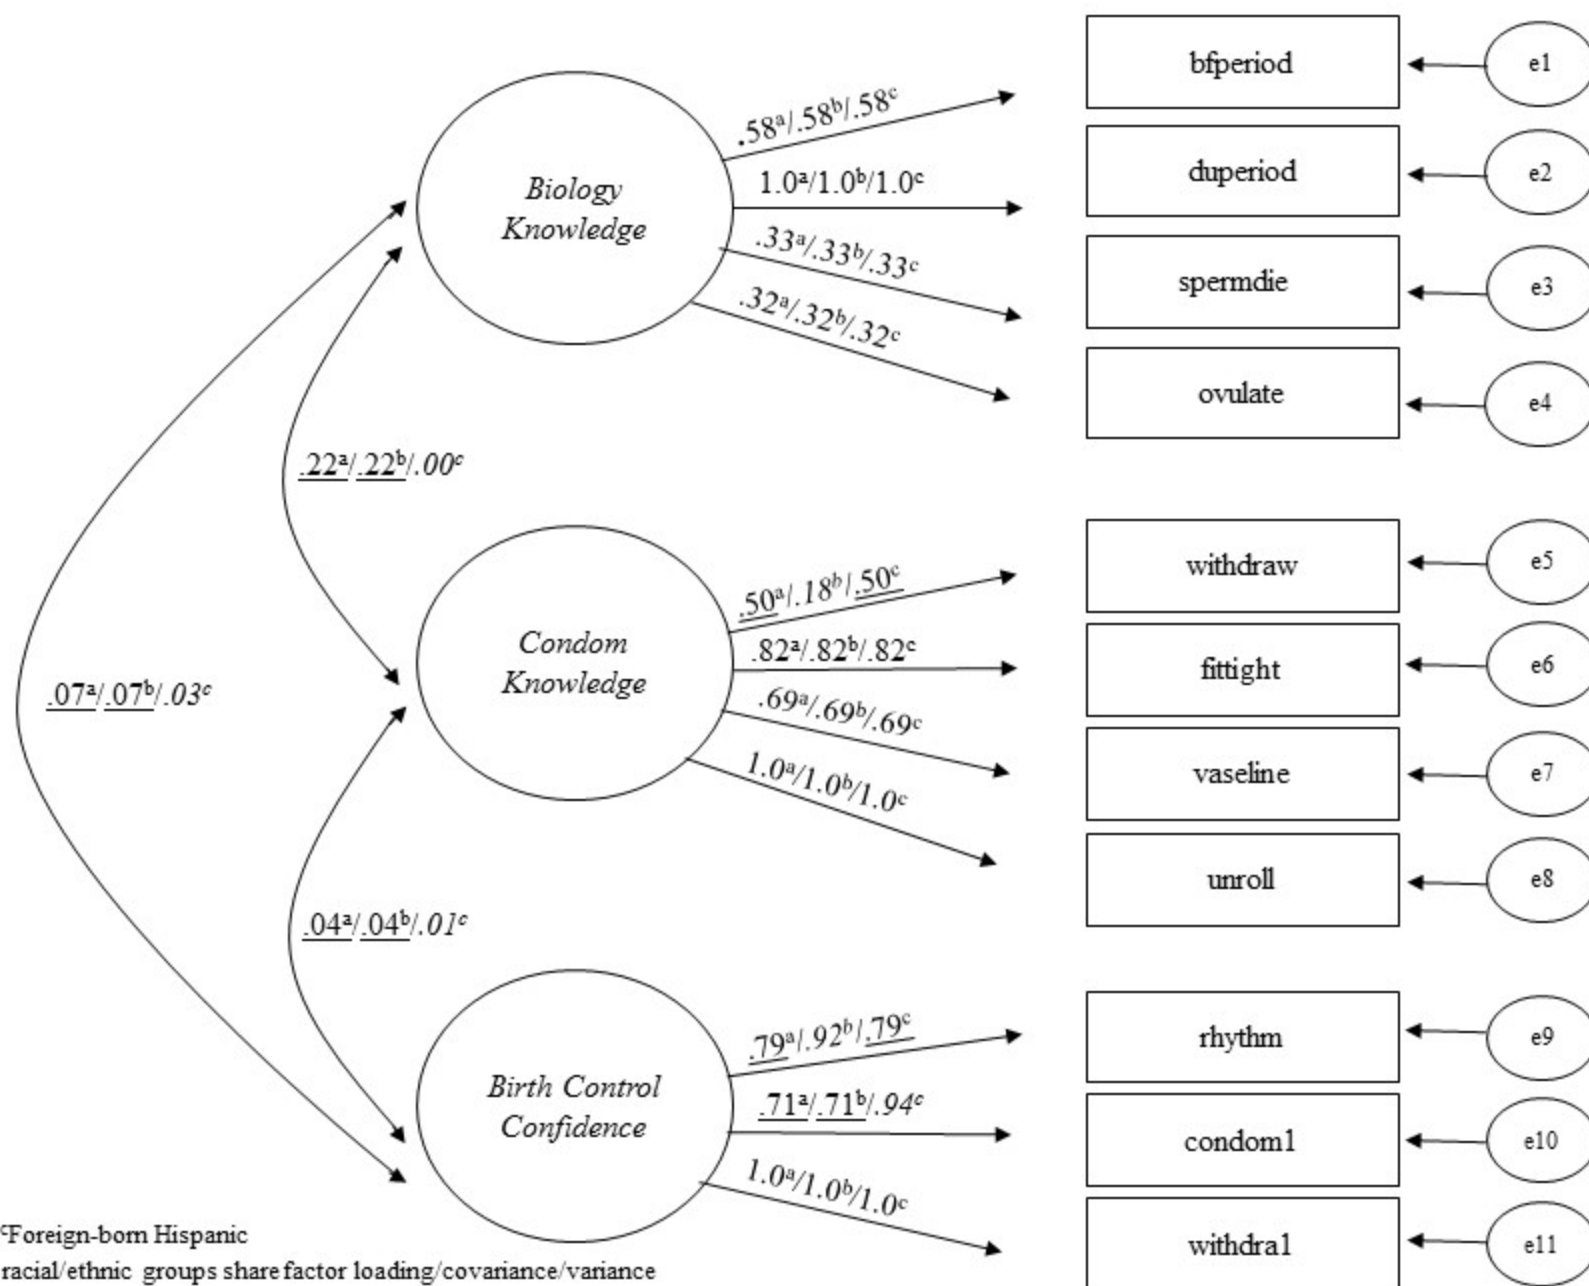 bfperiod
e1
.58ᵃ/.58ᵇ/.58ᶜ
duperiod
e2
Biology
Knowledge
1.0ᵃ/1.0ᵇ/1.0ᶜ
.33ᵃ/.33ᵇ/.33ᶜ
spermdie
e3
.32ᵃ/.32ᵇ/.32ᶜ
ovulate
e4
.22ᵃ/.22ᵇ/.00ᶜ
withdraw
e5
.50ᵃ/.18ᵇ/.50ᶜ
Condom
Knowledge
.82ᵃ/.82ᵇ/.82ᶜ
fittight
e6
.07ᵃ/.07ᵇ/.03ᶜ
.69ᵃ/.69ᵇ/.69ᶜ
vaseline
e7
1.0ᵃ/1.0ᵇ/1.0ᶜ
unroll
e8
.04ᵃ/.04ᵇ/.01ᶜ
.79ᵃ/.92ᵇ/.79ᶜ
rhythm
e9
Birth Control
Confidence
.71ᵃ/.71ᵇ/.94ᶜ
condom1
e10
1.0ᵃ/1.0ᵇ/1.0ᶜ
withdra1
e11
ᶜForeign-born Hispanic
racial/ethnic groups share factor loading/covariance/variance